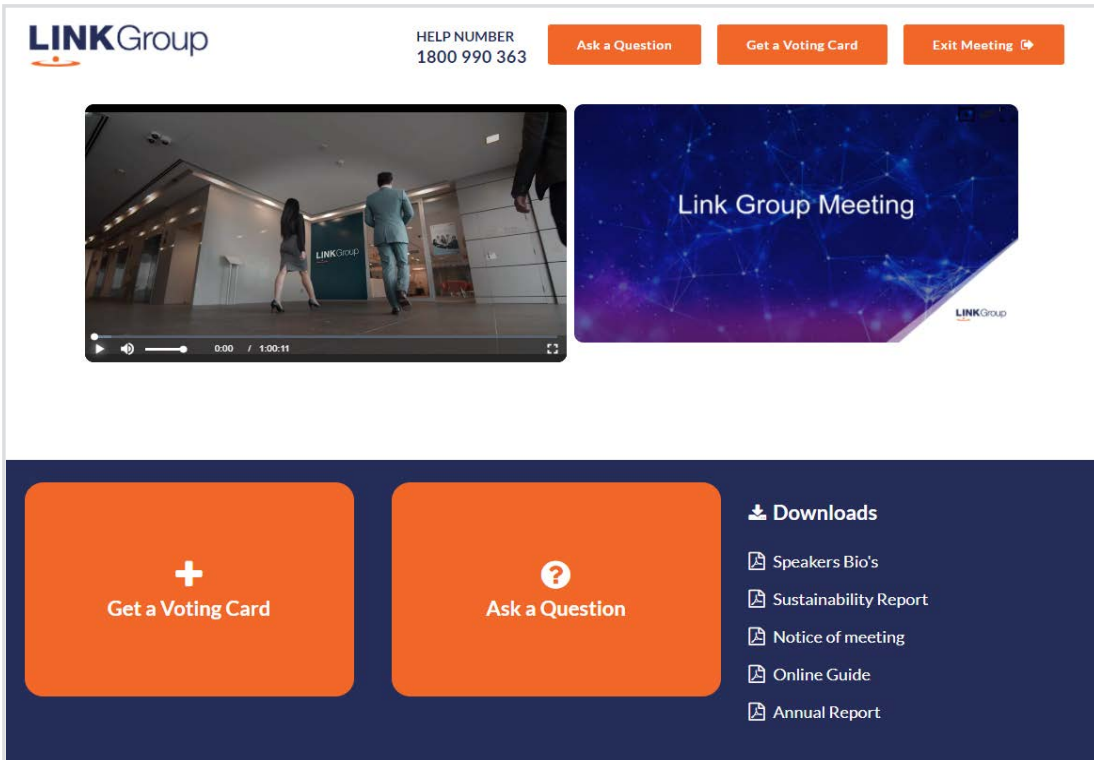 LINKGroup
HELP NUMBER
1800 990 363
Ask a Question
Get a Voting Card
Exit Meeting
LINKGroup
0:00 / 1:00:11
Link Group Meeting
LINKGroup
Get a Voting Card
Ask a Question
Downloads
Speakers Bio's
Sustainability Report
Notice of meeting
Online Guide
Annual Report